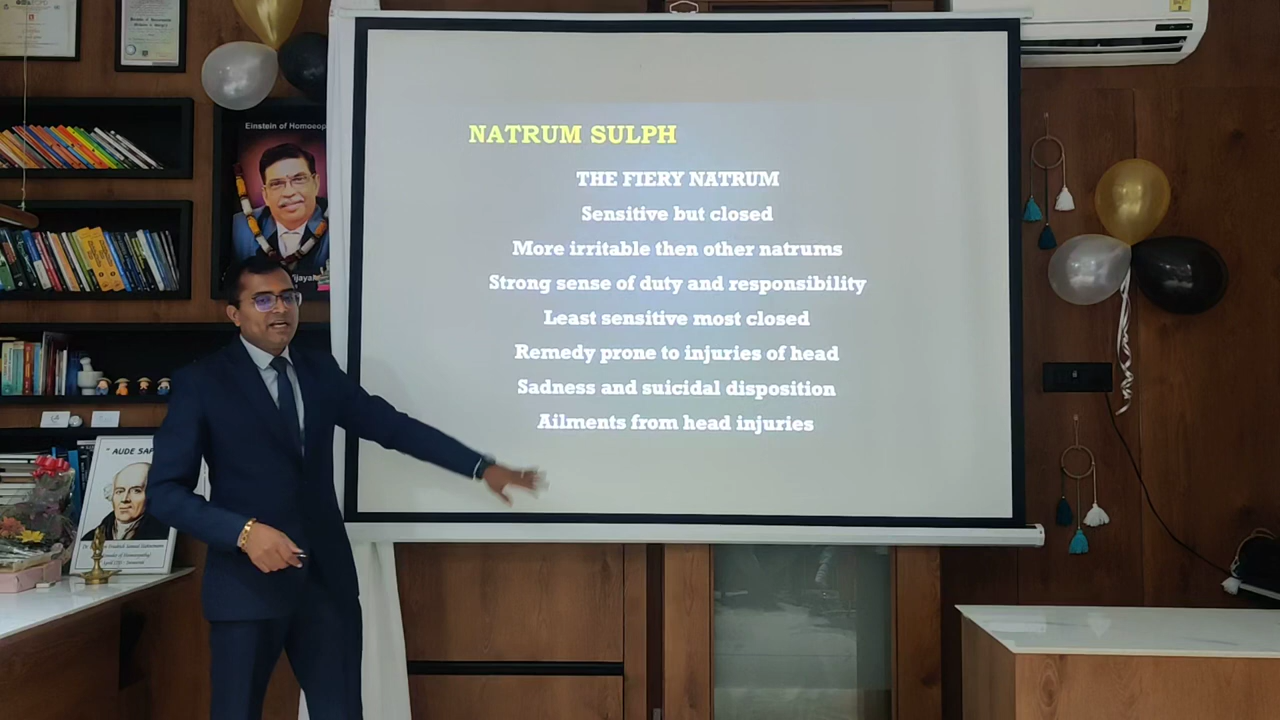 Einstein of Homoeop
NATRUM SULPH
THE FIERY NATRUM
Sensitive but closed
More irritable then other natrums
Strong sense of duty and responsibility
Least sensitive most closed
Remedy prone to injuries of head
Sadness and suicidal disposition
Ailments from head injuries
" AUDE SAP